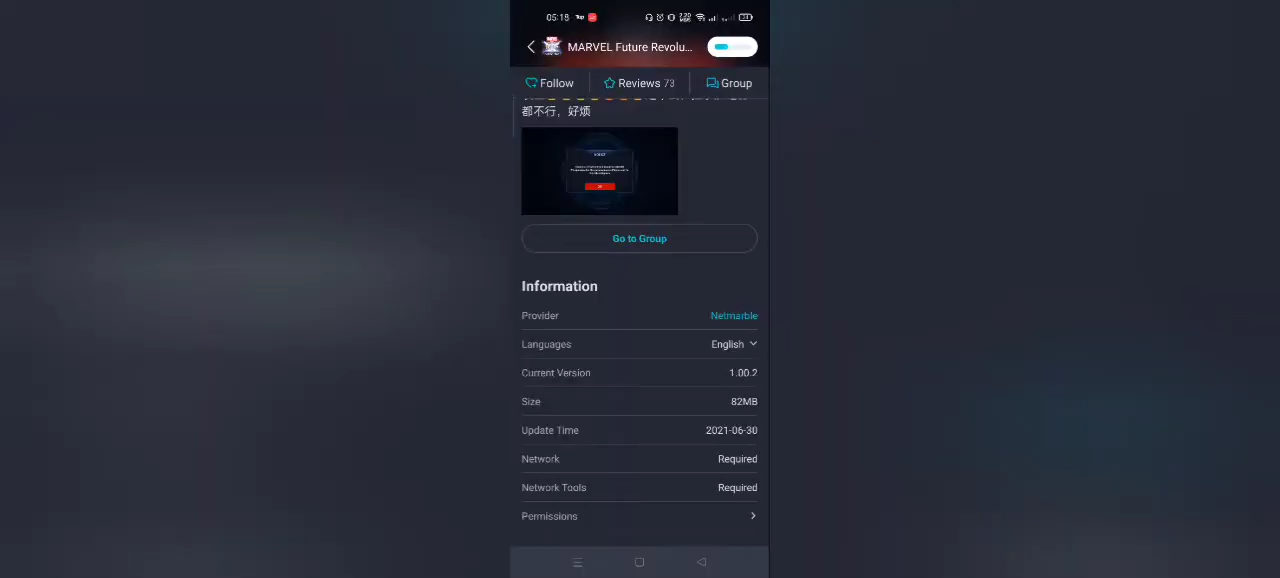 05:18
MARVEL Future Revolu...
Follow
Reviews 73
Group
都不行，好烦
Go to Group
Information
Provider Netmarble
Languages English
Current Version 1.00.2
Size 82MB
Update Time 2021-06-30
Network Required
Network Tools Required
Permissions